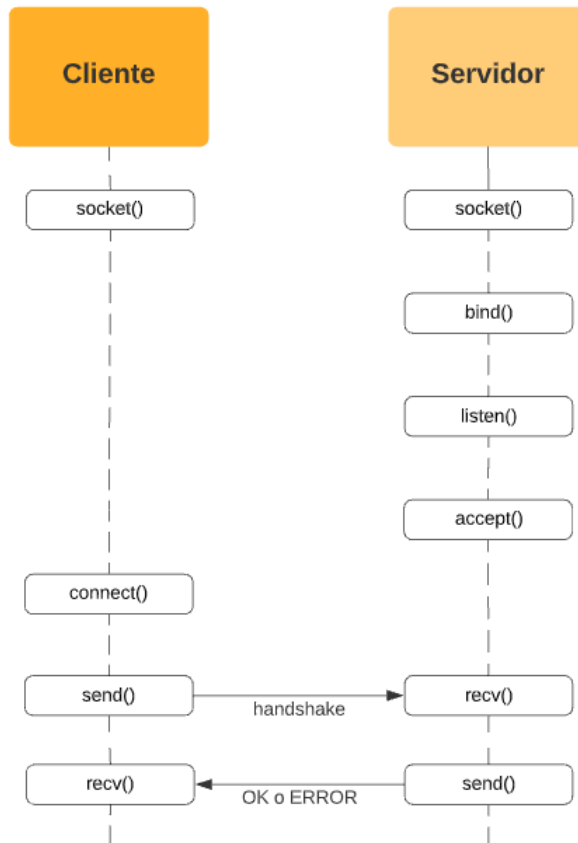 Cliente
Servidor
socket()
socket()
bind()
listen()
accept()
connect()
send()
handshake
recv()
recv()
OK o ERROR
send()